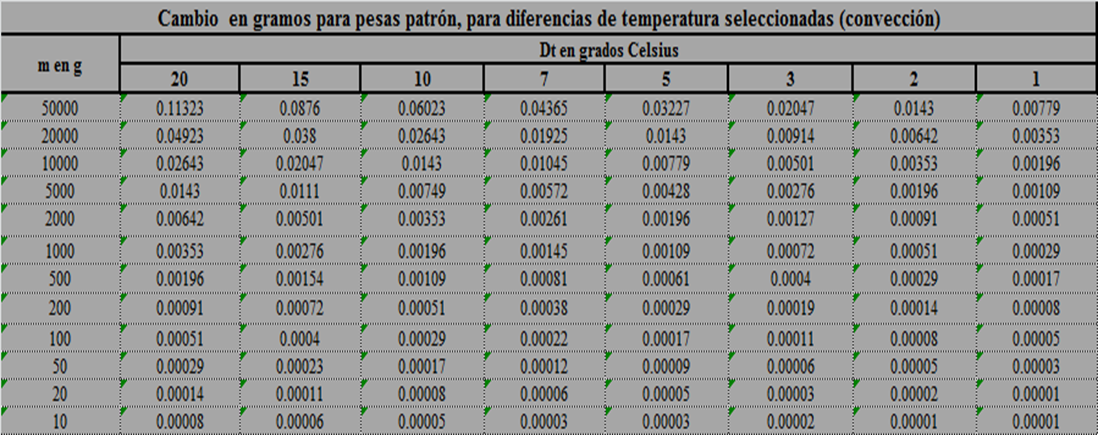 Cambio en gramos para pesas patrón, para diferencias de temperatura seleccionadas (convección)
m en g Dt en grados Celsius
20 15 10 7 5 3 2 1
50000 0.11323 0.0876 0.06023 0.04365 0.03227 0.02047 0.0143 0.00779
20000 0.04923 0.038 0.02643 0.01925 0.0143 0.00914 0.00642 0.00353
10000 0.02643 0.02047 0.0143 0.01045 0.00779 0.00501 0.00353 0.00196
5000 0.0143 0.0111 0.00749 0.00572 0.00428 0.00276 0.00196 0.00109
2000 0.00642 0.00501 0.00353 0.00261 0.00196 0.00127 0.00091 0.00051
1000 0.00353 0.00276 0.00196 0.00145 0.00109 0.00072 0.00051 0.00029
500 0.00196 0.00154 0.00109 0.00081 0.00061 0.0004 0.00029 0.00017
200 0.00091 0.00072 0.00051 0.00038 0.00029 0.00019 0.00014 0.00008
100 0.00051 0.0004 0.00029 0.00022 0.00017 0.00011 0.00008 0.00005
50 0.00029 0.00023 0.00017 0.00012 0.00009 0.00006 0.00005 0.00003
20 0.00014 0.00011 0.00008 0.00006 0.00005 0.00003 0.00002 0.00001
10 0.00008 0.00006 0.00005 0.00003 0.00003 0.00002 0.00001 0.00001